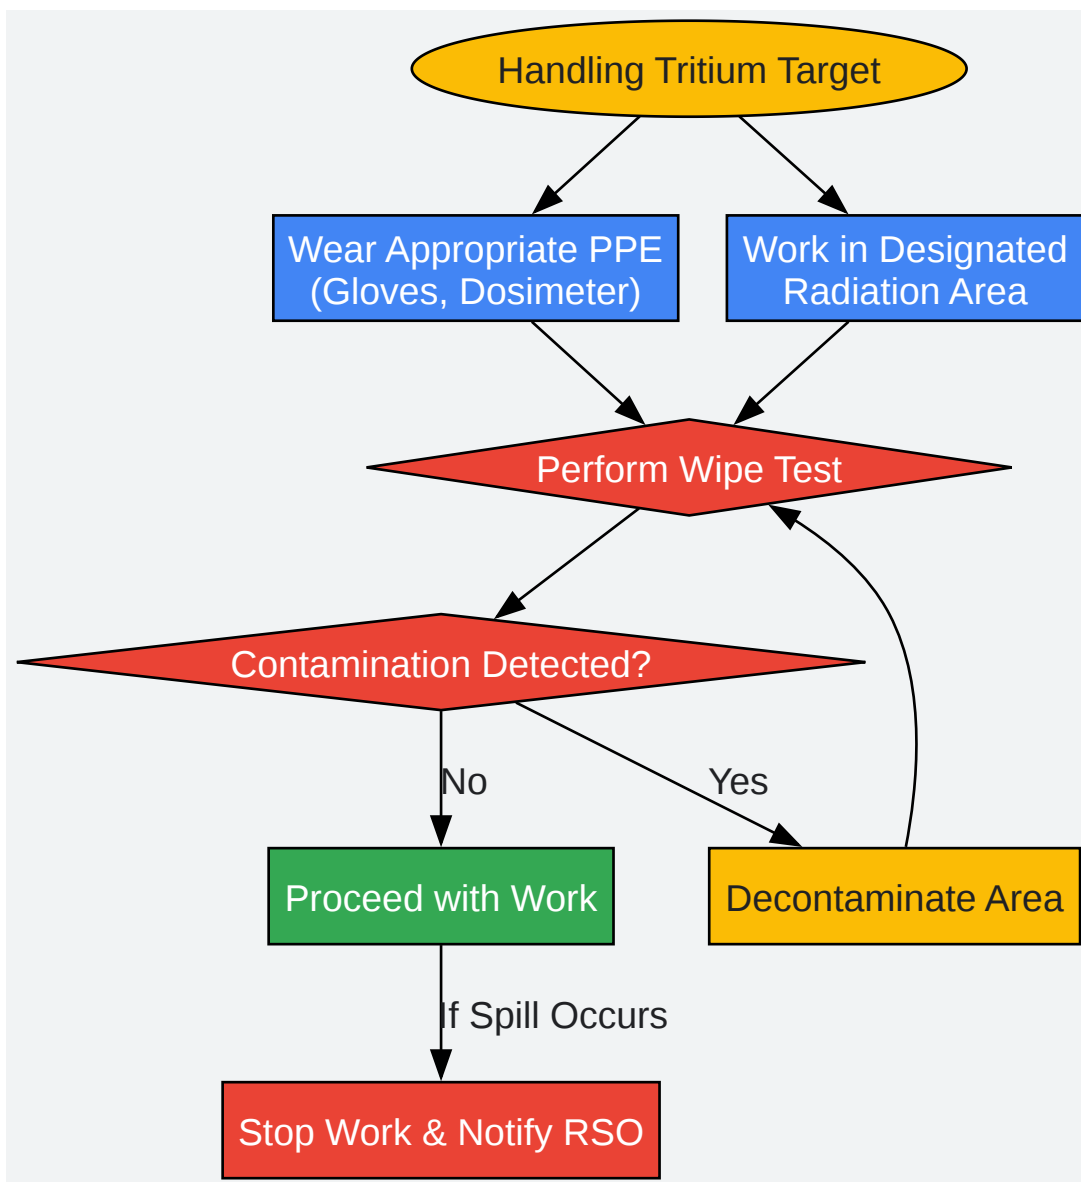 Handling Tritium Target
Wear Appropriate PPE
(Gloves, Dosimeter)
Work in Designated
Radiation Area
Perform Wipe Test
Contamination Detected?
No
Yes
Proceed with Work
Decontaminate Area
If Spill Occurs
Stop Work & Notify RSO